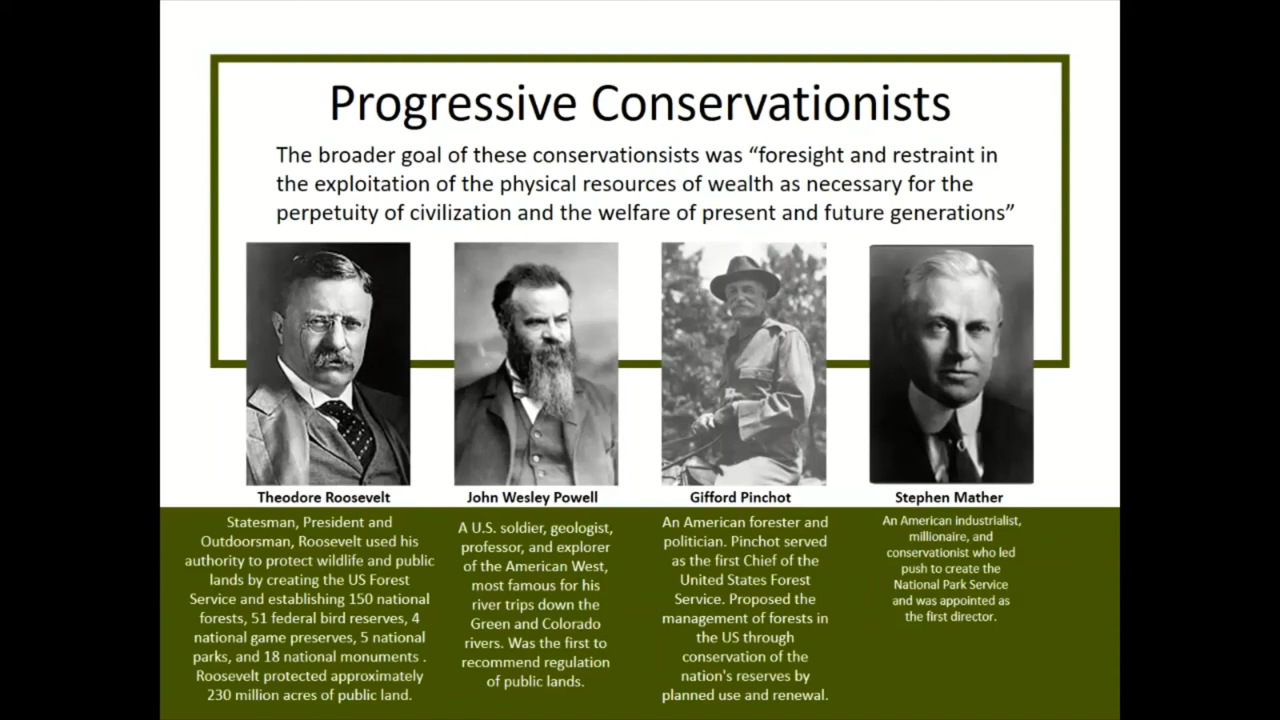 Progressive Conservationists
The broader goal of these conservationsists was “foresight and restraint in
the exploitation of the physical resources of wealth as necessary for the
perpetuity of civilization and the welfare of present and future generations”
Theodore Roosevelt
Statesman, President and
Outdoorsman, Roosevelt used his
authority to protect wildlife and public
lands by creating the US Forest
Service and establishing 150 national
forests, 51 federal bird reserves, 4
national game preserves, 5 national
parks, and 18 national monuments .
Roosevelt protected approximately
230 million acres of public land.
John Wesley Powell
A U.S. soldier, geologist,
professor, and explorer
of the American West,
most famous for his
river trips down the
Green and Colorado
rivers. Was the first to
recommend regulation
of public lands.
Gifford Pinchot
An American forester and
politician. Pinchot served
as the first Chief of the
United States Forest
Service. Proposed the
management of forests in
the US through
conservation of the
nation's reserves by
planned use and renewal.
Stephen Mather
An American industrialist,
millionaire, and
conservationist who led
push to create the
National Park Service
and was appointed as
the first director.